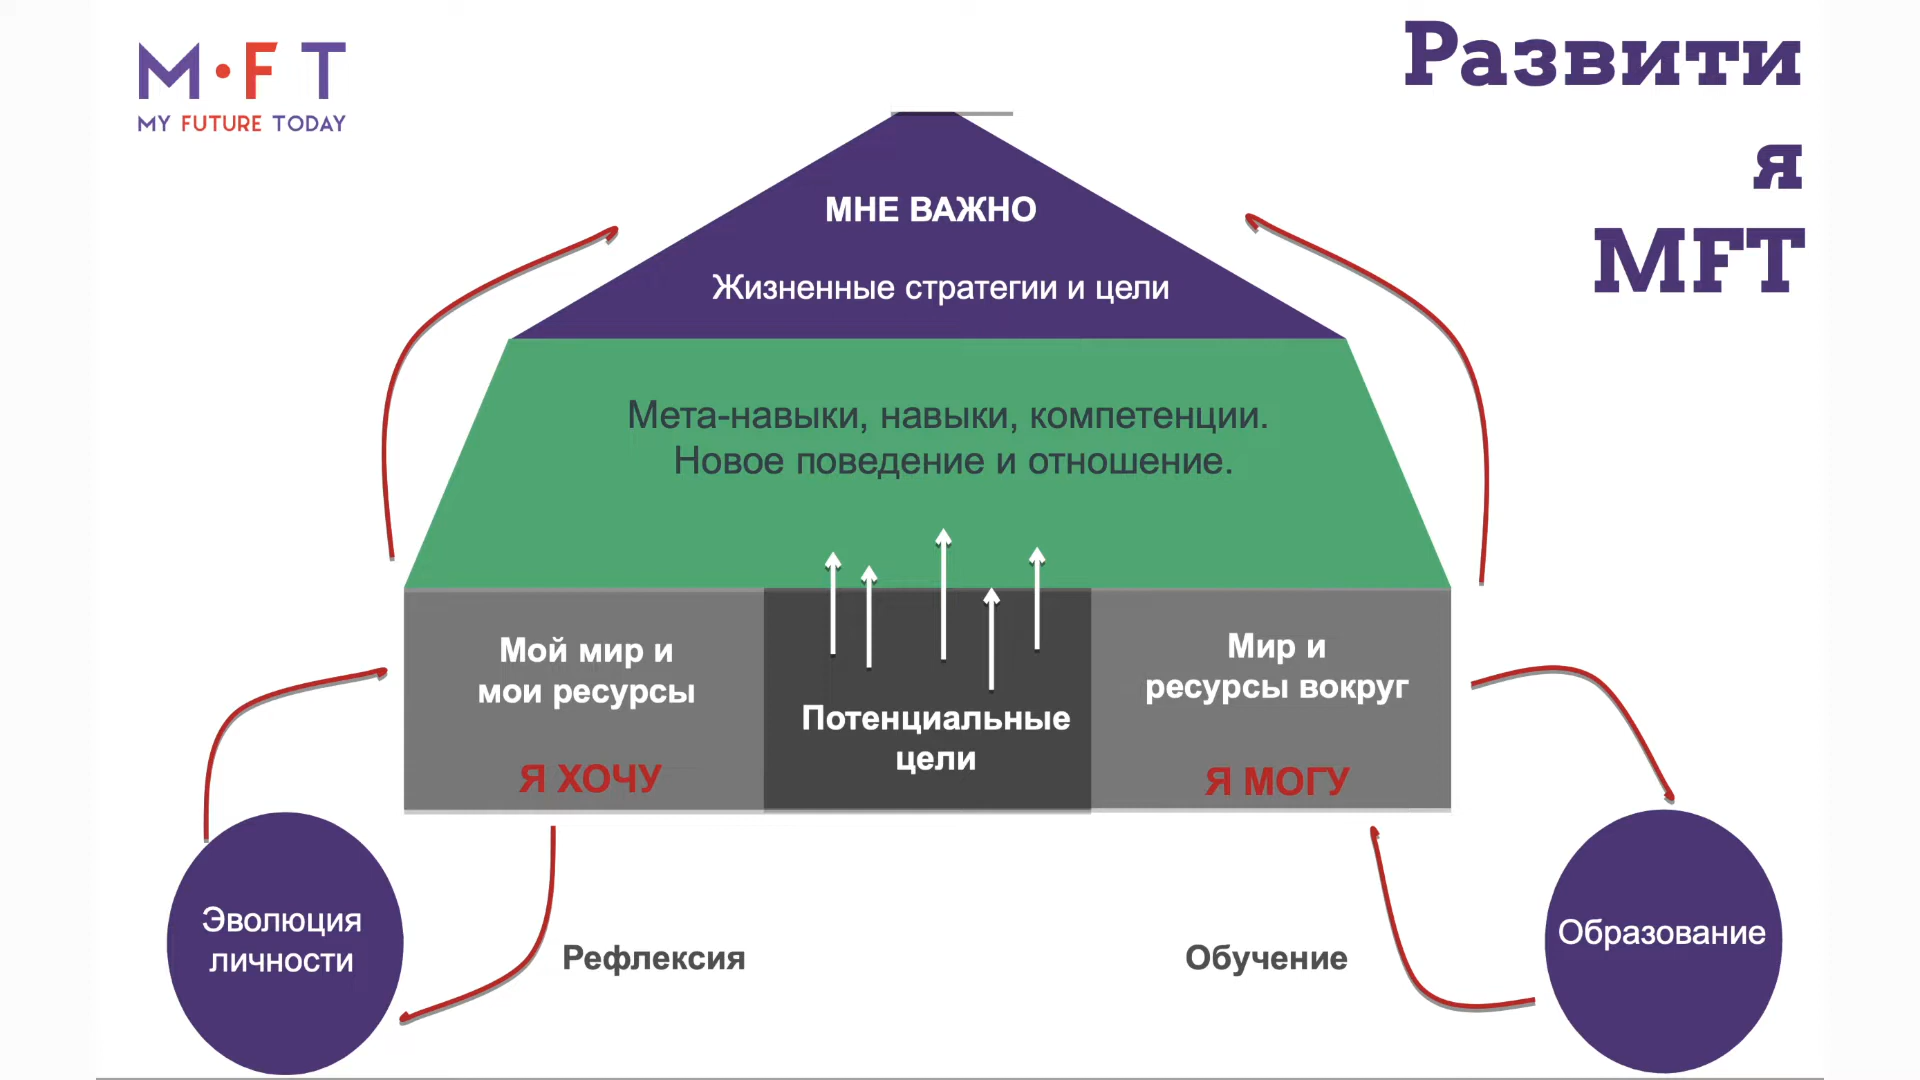 M·FT
MY FUTURE TODAY
Развити
я
MFT
МНЕ ВАЖНО
Жизненные стратегии и цели
Мета-навыки, навыки, компетенции.
Новое поведение и отношение.
Мой мир и
мои ресурсы
Я ХОЧУ
Потенциальные
цели
Мир и
ресурсы вокруг
Я МОГУ
Эволюция
личности
Рефлексия
Обучение
Образование